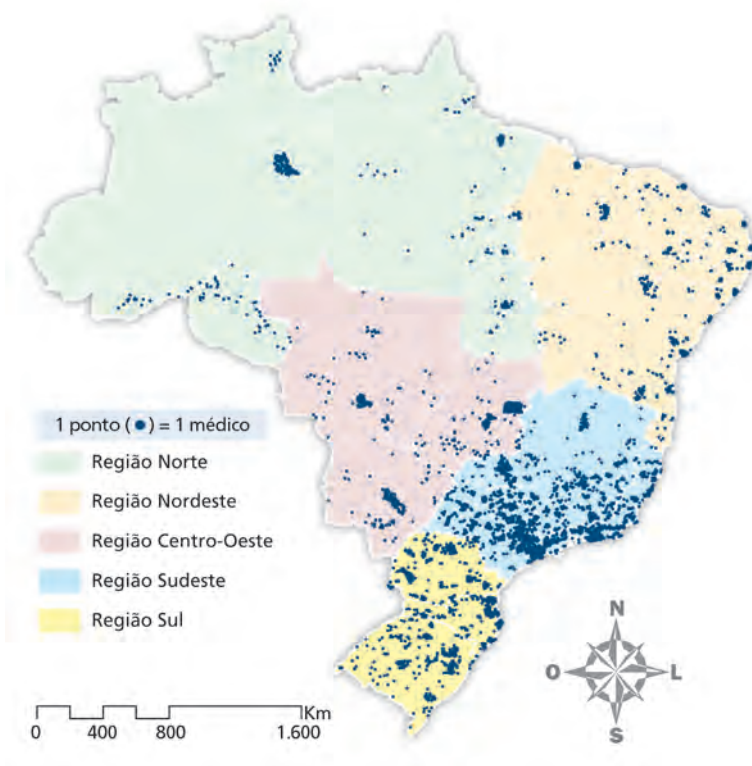 1 ponto (•) = 1 médico
Região Norte
Região Nordeste
Região Centro-Oeste
Região Sudeste
Região Sul
N
O
L
S
Km
0 400 800 1.600